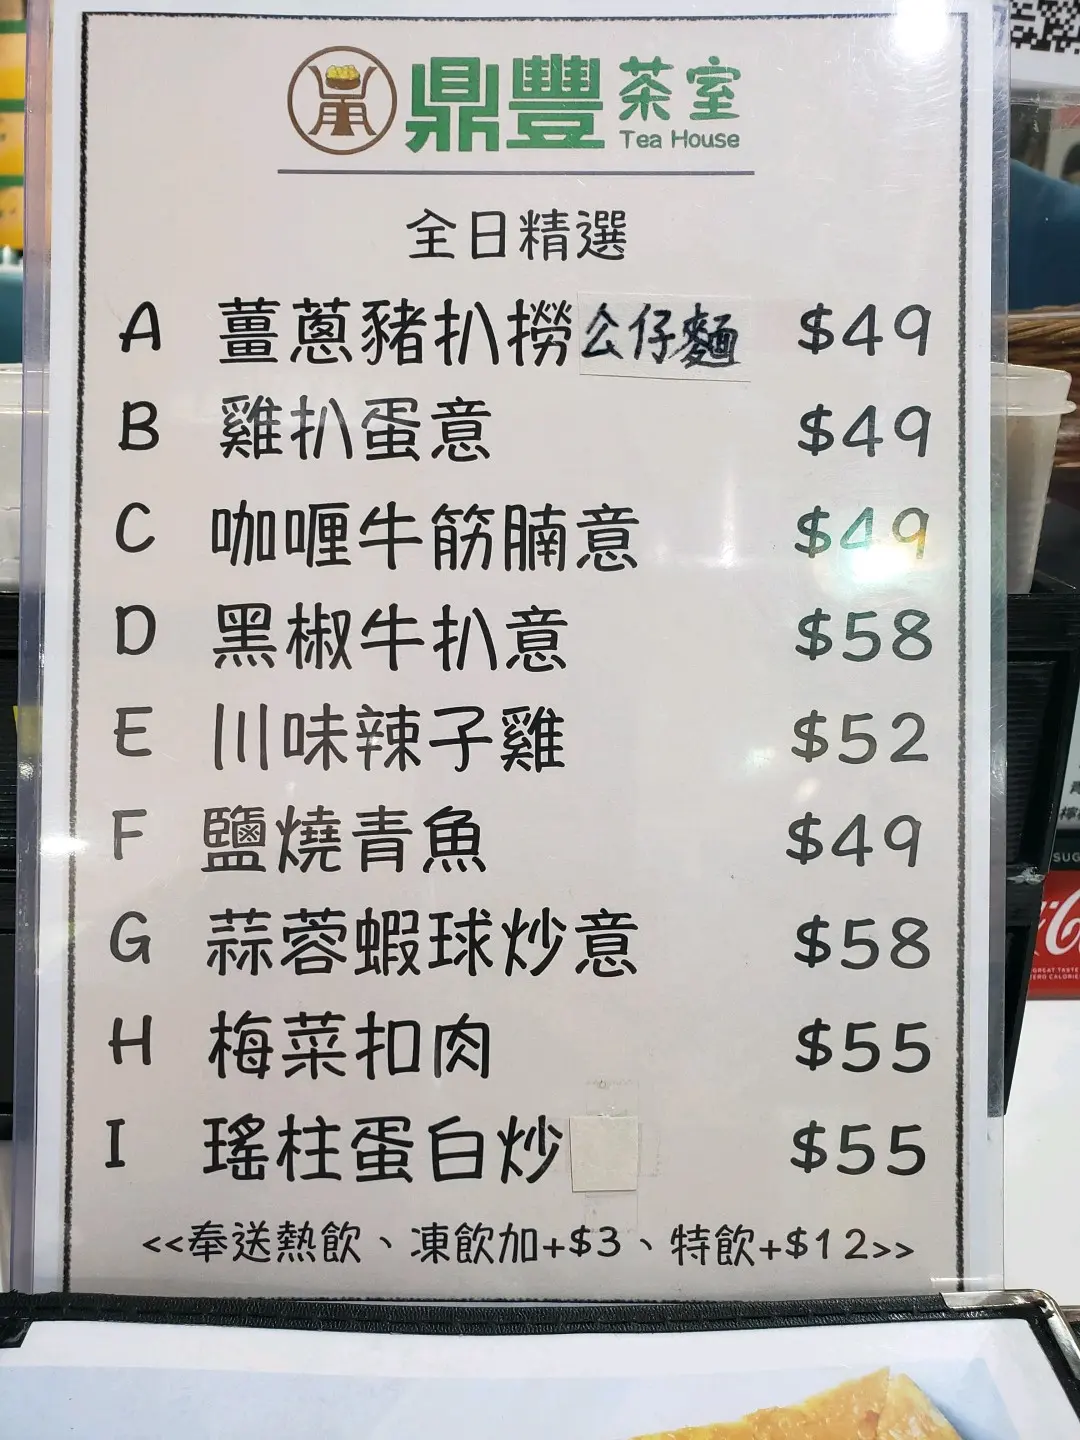 鼎豐茶室
Tea House
全日精選
A 薑蔥豬扒撈公仔麵 $49
B 雞扒蛋意 $49
C 咖喱牛筋腩意 $49
D 黑椒牛扒意 $58
E 川味辣子雞 $52
F 鹽燒青魚 $49
G 蒜蓉蝦球炒意 $58
H 梅菜扣肉 $55
I 瑤柱蛋白炒 $55
<<奉送熱飲、凍飲加+$3、特飲+$12>>
SUG
GREAT TASTE